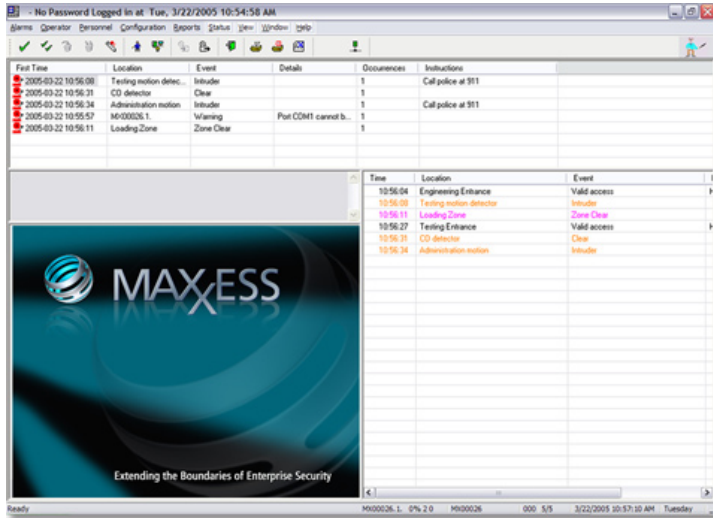 - No Password Logged in at Tue, 3/22/2005 10:54:58 AM
Alarms Operator Personnel Configuration Reports Status View Window Help
First Time Location Event Details Occurrences Instructions
2005-03-22 10:56:08 Testing motion detec... Intruder 1 Call police at 911
2005-03-22 10:56:31 CO detector Clear 1
2005-03-22 10:56:34 Administration motion Intruder 1 Call police at 911
2005-03-22 10:55:57 MX00026.1. Warning Port COM1 cannot b... 1
2005-03-22 10:56:11 Loading Zone Zone Clear 1
Time Location Event
10:56:04 Engineering Entrance Valid access H
10:56:08 Testing motion detector Intruder
10:56:11 Loading Zone Zone Clear
10:56:27 Testing Entrance Valid access H
10:56:31 CO detector Clear
10:56:34 Administration motion Intruder
MAXXESS
Extending the Boundaries of Enterprise Security
Ready MX00026.1. 0% 2 0 MX00026 000 5/5 3/22/2005 10:57:10 AM Tuesday